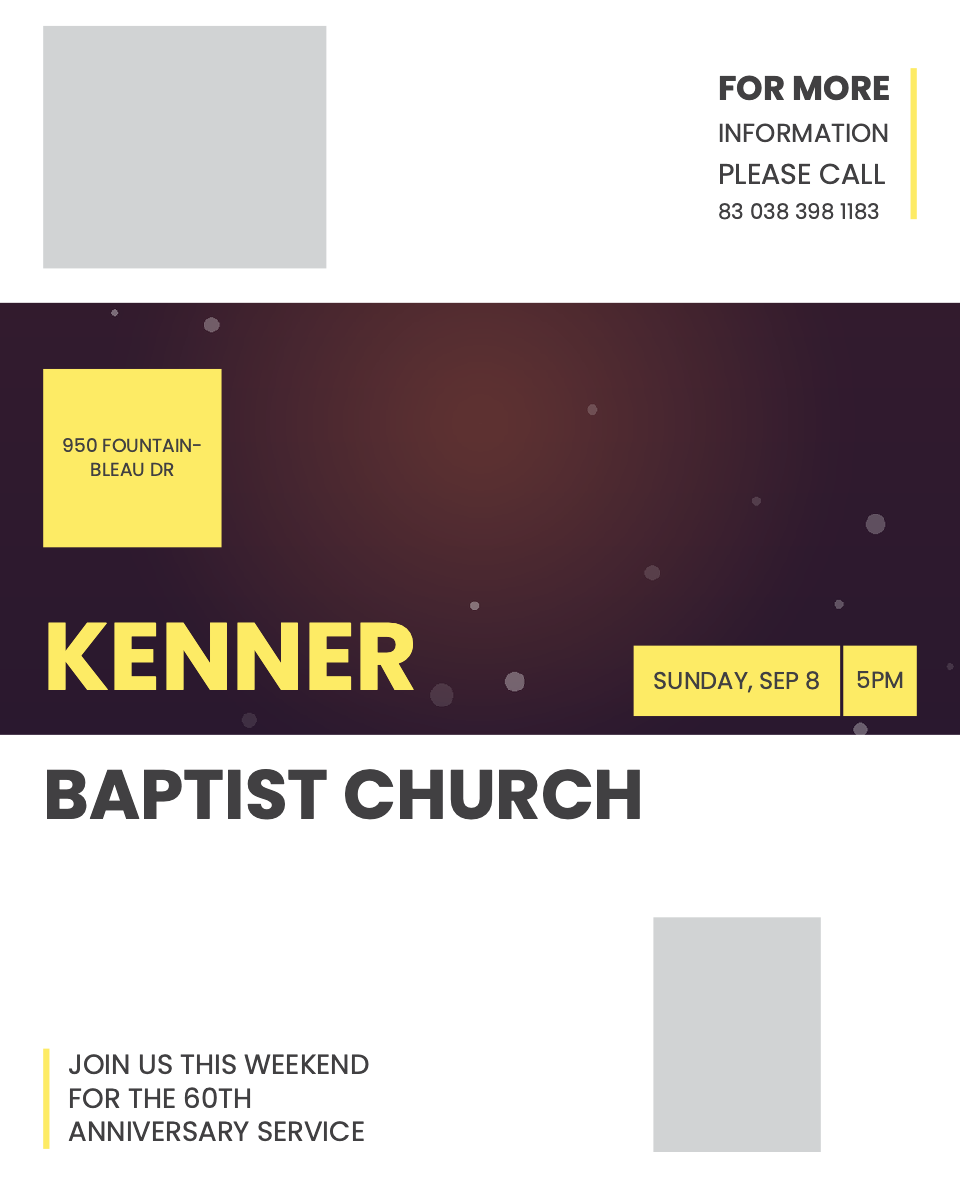 FOR MORE
INFORMATION
PLEASE CALL
83 038 398 1183
950 FOUNTAIN-
BLEAU DR
KENNER
SUNDAY, SEP 8
5PM
BAPTIST CHURCH
JOIN US THIS WEEKEND
FOR THE 60TH
ANNIVERSARY SERVICE